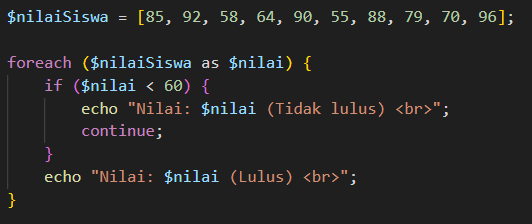 $nilaiSiswa = [85, 92, 58, 64, 90, 55, 88, 79, 70, 96];
foreach ($nilaiSiswa as $nilai) {
    if ($nilai < 60) {
        echo "Nilai: $nilai (Tidak lulus) <br>";
        continue;
    }
    echo "Nilai: $nilai (Lulus) <br>";
}